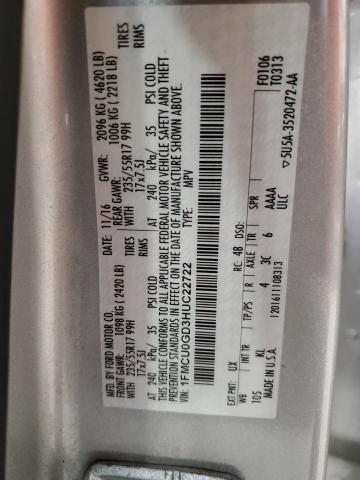 MFD. BY FORD MOTOR CO.
DATE: 11/16 GVWR: 2096 KG ( 4620 LB)
FRONT GAWR: 1098 KG ( 2420 LB) REAR GAWR: 1006 KG ( 2218 LB)
WITH 235/55R17 99H TIRES WITH 235/55R17 99H TIRES
17x7.5J RIMS 17x7.5J RIMS
AT 240 kPa/ 35 PSI COLD AT 240 kPa/ 35 PSI COLD
THIS VEHICLE CONFORMS TO ALL APPLICABLE FEDERAL MOTOR VEHICLE SAFETY AND THEFT
PREVENTION STANDARDS IN EFFECT ON THE DATE OF MANUFACTURE SHOWN ABOVE.
VIN: 1FMCU0GD3HUC22722
TYPE: MPV
F0106
T0313
EXT PNT: UX RC: 48 DSO:
WB INT TR TP/PS R AXLE TR SPR
105 KL 4 3C 6 AAAA
ULC
1201611108313
▽5U5A-3520472-AA